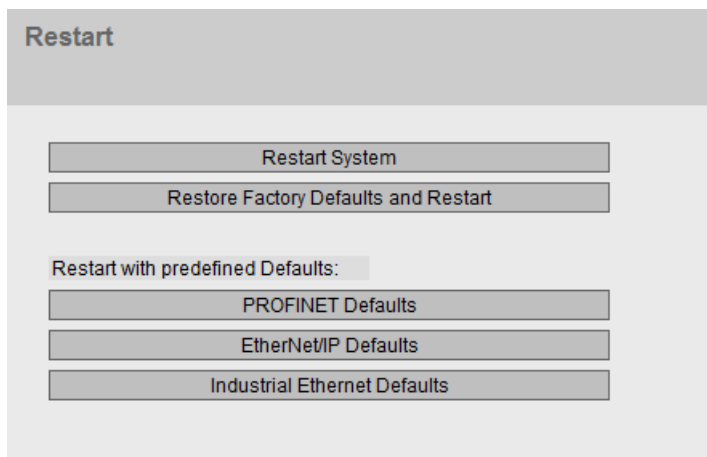 Restart
Restart System
Restore Factory Defaults and Restart
Restart with predefined Defaults:
PROFINET Defaults
EtherNet/IP Defaults
Industrial Ethernet Defaults